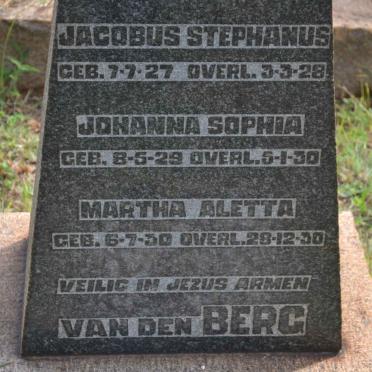 JACOBUS STEPHANUS
GEB. 7-7-27 OVERL. 3-3-28
JOHANNA SOPHIA
GEB. 8-5-29 OVERL. 5-1-30
MARTHA ALETTA
GEB. 6-7-30 OVERL. 29-12-30
VEILIG IN JEZUS ARMEN
VAN DEN BERG